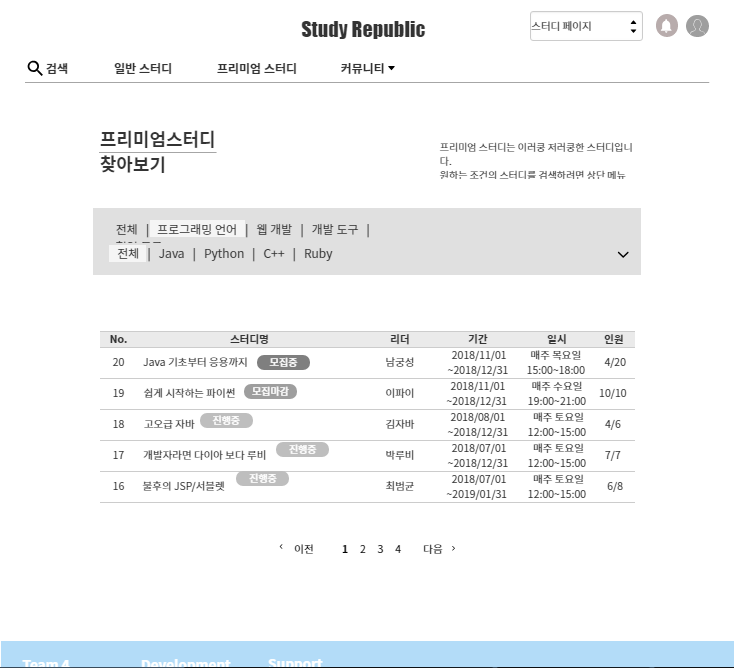 Study Republic
스터디 페이지
검색 일반 스터디 프리미엄 스터디 커뮤니티
프리미엄스터디
찾아보기
프리미엄 스터디는 이러쿵 저러쿵한 스터디입니
다.
원하는 조건의 스터디를 검색하려면 상단 메뉴
전체 | 프로그래밍 언어 | 웹 개발 | 개발 도구 |
전체 | Java | Python | C++ | Ruby
No. 스터디명 리더 기간 일시 인원
20 Java 기초부터 응용까지 모집중 남궁성 2018/11/01 ~2018/12/31 매주 목요일 15:00~18:00 4/20
19 쉽게 시작하는 파이썬 모집마감 이파이 2018/11/01 ~2018/12/31 매주 수요일 19:00~21:00 10/10
18 고오급 자바 진행중 김자바 2018/08/01 ~2018/12/31 매주 토요일 12:00~15:00 4/6
17 개발자라면 다이아 보다 루비 진행중 박루비 2018/07/01 ~2018/12/31 매주 토요일 12:00~15:00 7/7
16 불후의 JSP/서블렛 진행중 최범균 2018/07/01 ~2019/01/31 매주 토요일 12:00~15:00 6/8
‹ 이전 1 2 3 4 다음 ›
Team 4 Development Support